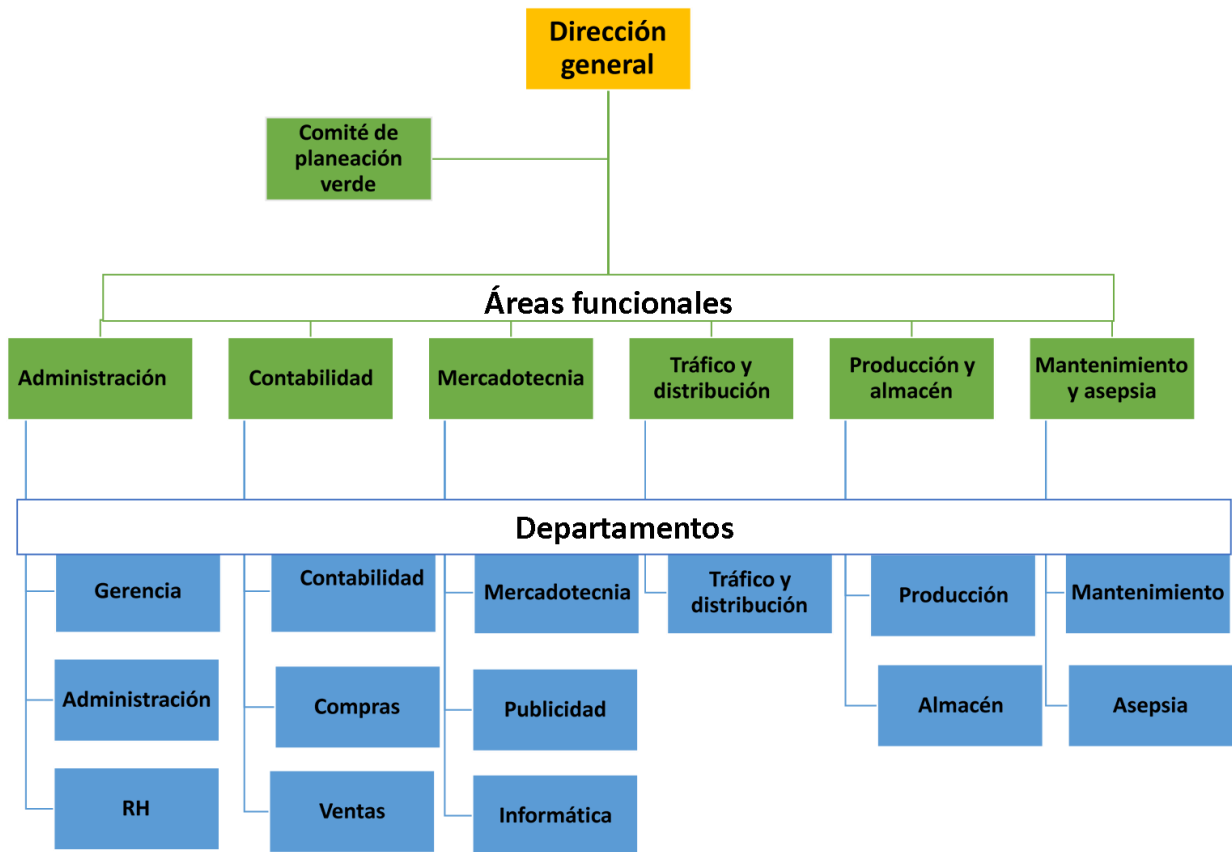 Dirección
general
Comité de
planeación
verde
Áreas funcionales
Administración
Contabilidad
Mercadotecnia
Tráfico y
distribución
Producción y
almacén
Mantenimiento
y asepsia
Departamentos
Gerencia
Contabilidad
Mercadotecnia
Tráfico y
distribución
Producción
Mantenimiento
Administración
Compras
Publicidad
Almacén
Asepsia
RH
Ventas
Informática